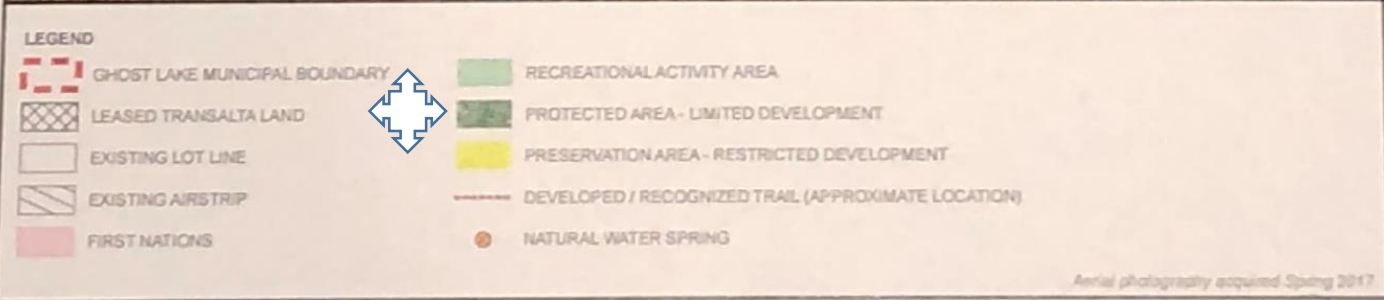 LEGEND
GHOST LAKE MUNICIPAL BOUNDARY
LEASED TRANSALTA LAND
EXISTING LOT LINE
EXISTING AIRSTRIP
FIRST NATIONS
RECREATIONAL ACTIVITY AREA
PROTECTED AREA - LIMITED DEVELOPMENT
PRESERVATION AREA - RESTRICTED DEVELOPMENT
DEVELOPED / RECOGNIZED TRAIL (APPROXIMATE LOCATION)
NATURAL WATER SPRING
Aerial photography acquired Spring 2017